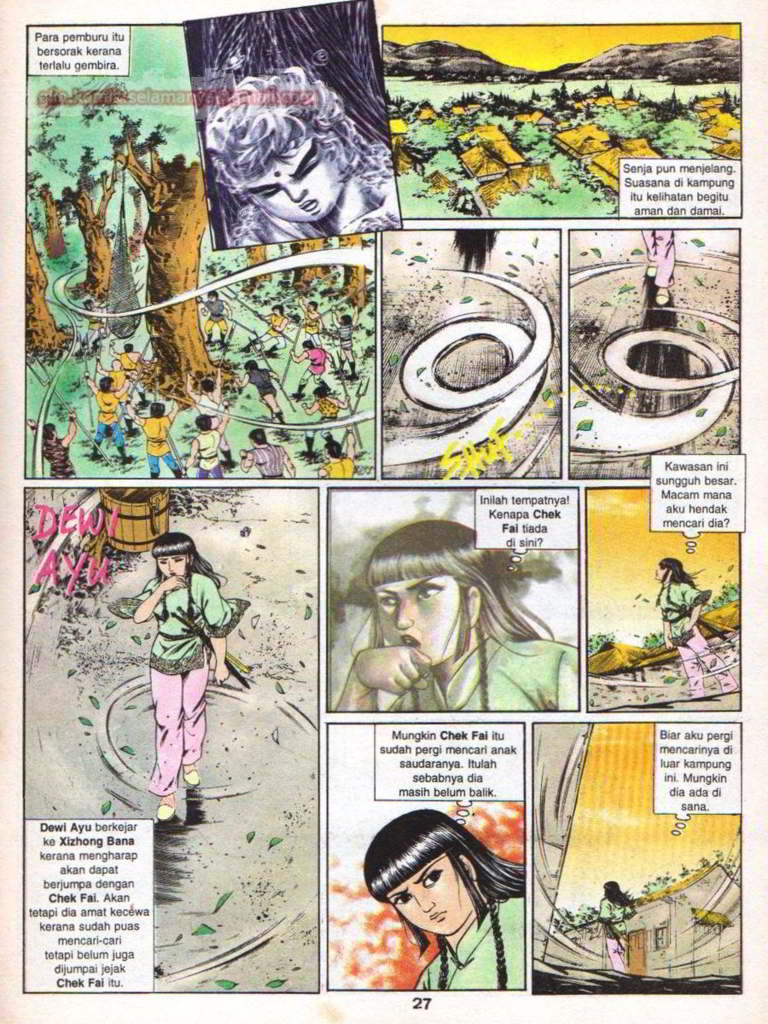 Para pemburu itu
bersorak kerana
terlalu gembira.
Senja pun menjelang.
Suasana di kampung
itu kelihatan begitu
aman dan damai.
Kawasan ini
sungguh besar.
Macam mana
aku hendak
mencari dia?
DEWI
AYU
Inilah tempatnya!
Kenapa Chek
Fai tiada
di sini?
Dewi Ayu berkejar
ke Xizhong Bana
kerana mengharap
akan dapat
berjumpa dengan
Chek Fai. Akan
tetapi dia amat kecewa
kerana sudah puas
mencari-cari
tetapi belum juga
dijumpai jejak
Chek Fai itu.
Mungkin Chek Fai itu
sudah pergi mencari anak
saudaranya. Itulah
sebabnya dia
masih belum balik.
Biar aku pergi
mencarinya di
luar kampung
ini. Mungkin
dia ada di
sana.
27